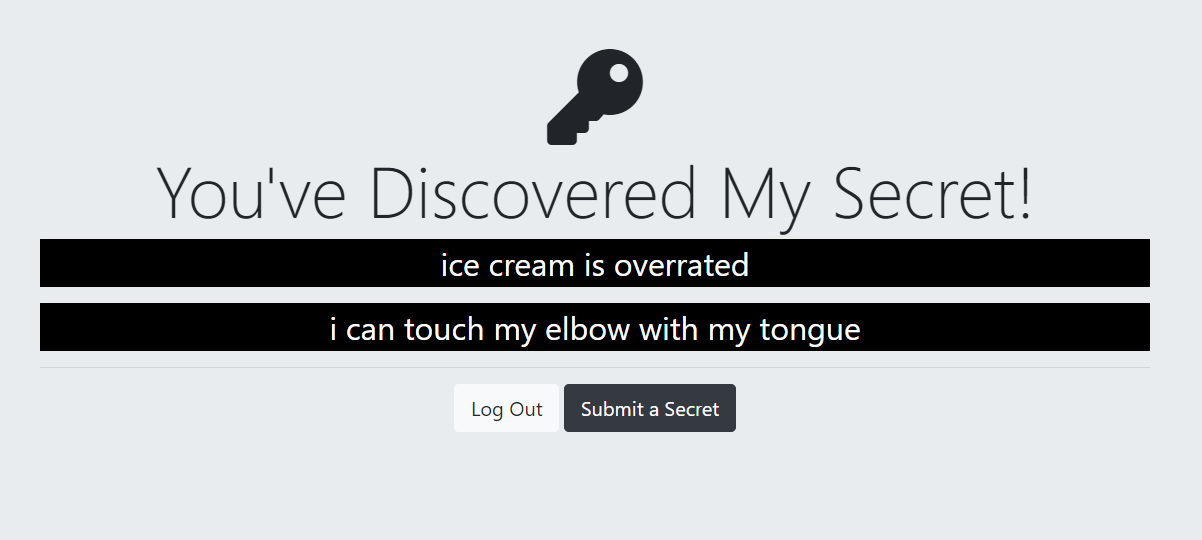 You've Discovered My Secret!
ice cream is overrated
i can touch my elbow with my tongue
Log Out
Submit a Secret